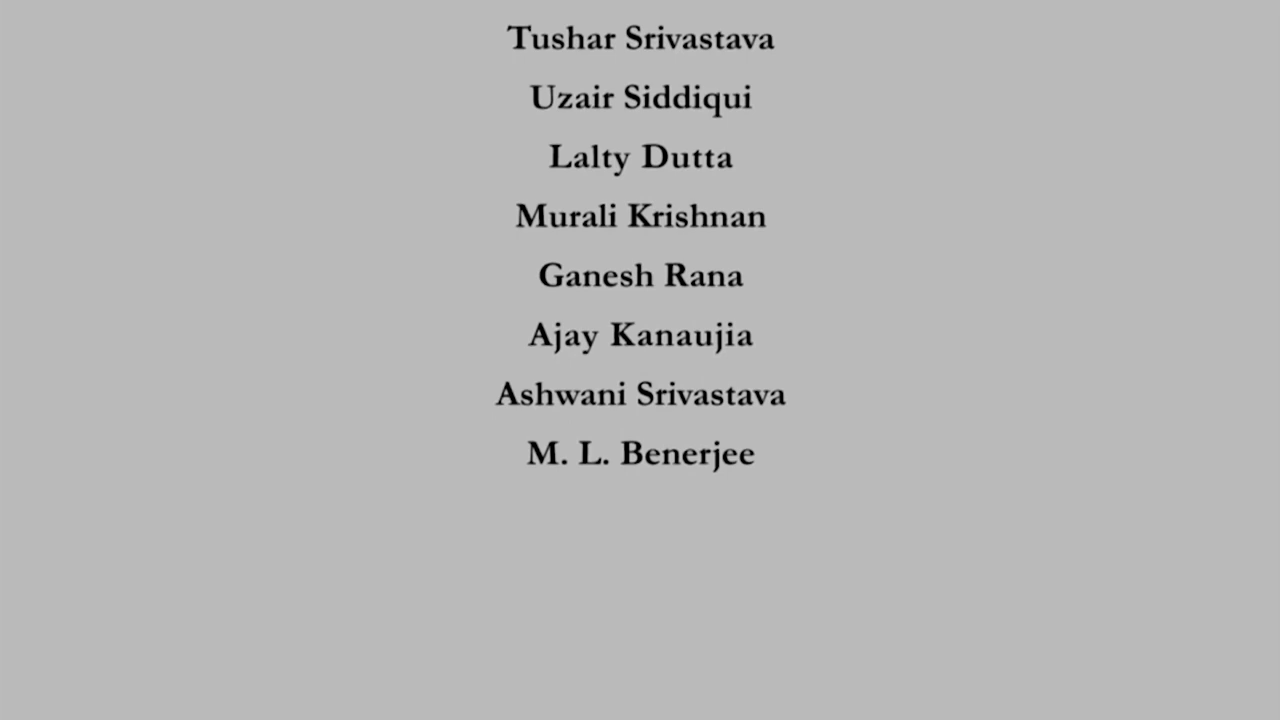 Tushar Srivastava
Uzair Siddiqui
Lalty Dutta
Murali Krishnan
Ganesh Rana
Ajay Kanaujia
Ashwani Srivastava
M. L. Benerjee